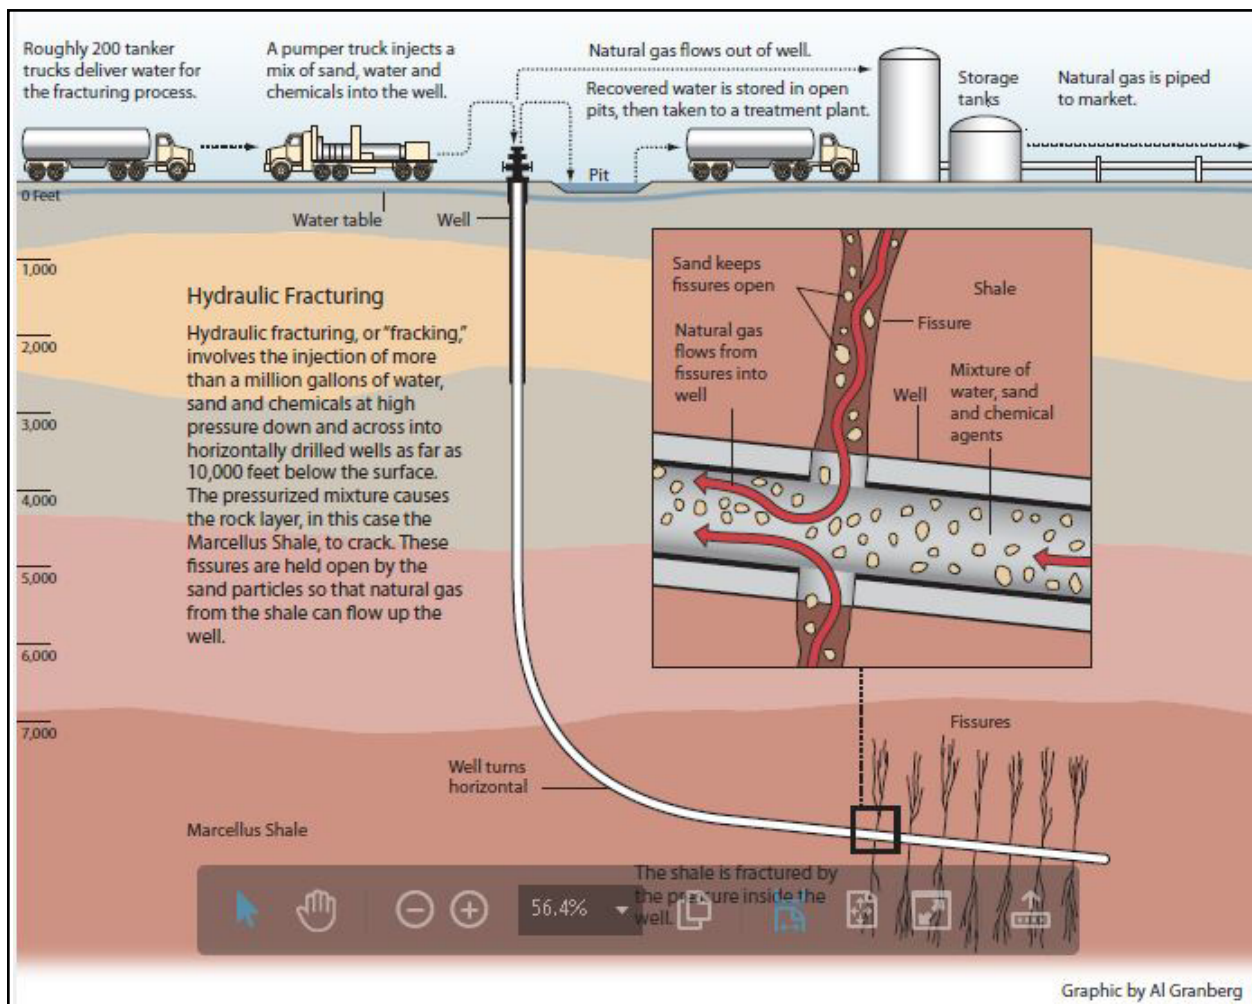 Roughly 200 tanker
trucks deliver water for
the fracturing process.
A pumper truck injects a
mix of sand, water and
chemicals into the well.
Natural gas flows out of well.
Recovered water is stored in open
pits, then taken to a treatment plant.
Storage
tanks
Natural gas is piped
to market.
Pit
0 Feet
Water table
Well
1,000
2,000
3,000
4,000
5,000
6,000
7,000
Hydraulic Fracturing
Hydraulic fracturing, or "fracking,"
involves the injection of more
than a million gallons of water,
sand and chemicals at high
pressure down and across into
horizontally drilled wells as far as
10,000 feet below the surface.
The pressurized mixture causes
the rock layer, in this case the
Marcellus Shale, to crack. These
fissures are held open by the
sand particles so that natural gas
from the shale can flow up the
well.
Sand keeps
fissures open
Shale
Fissure
Natural gas
flows from
fissures into
well
Well
Mixture of
water, sand
and chemical
agents
Fissures
Well turns
horizontal
Marcellus Shale
The shale is fractured by
the pressure inside the
well.
56.4%
Graphic by Al Granberg